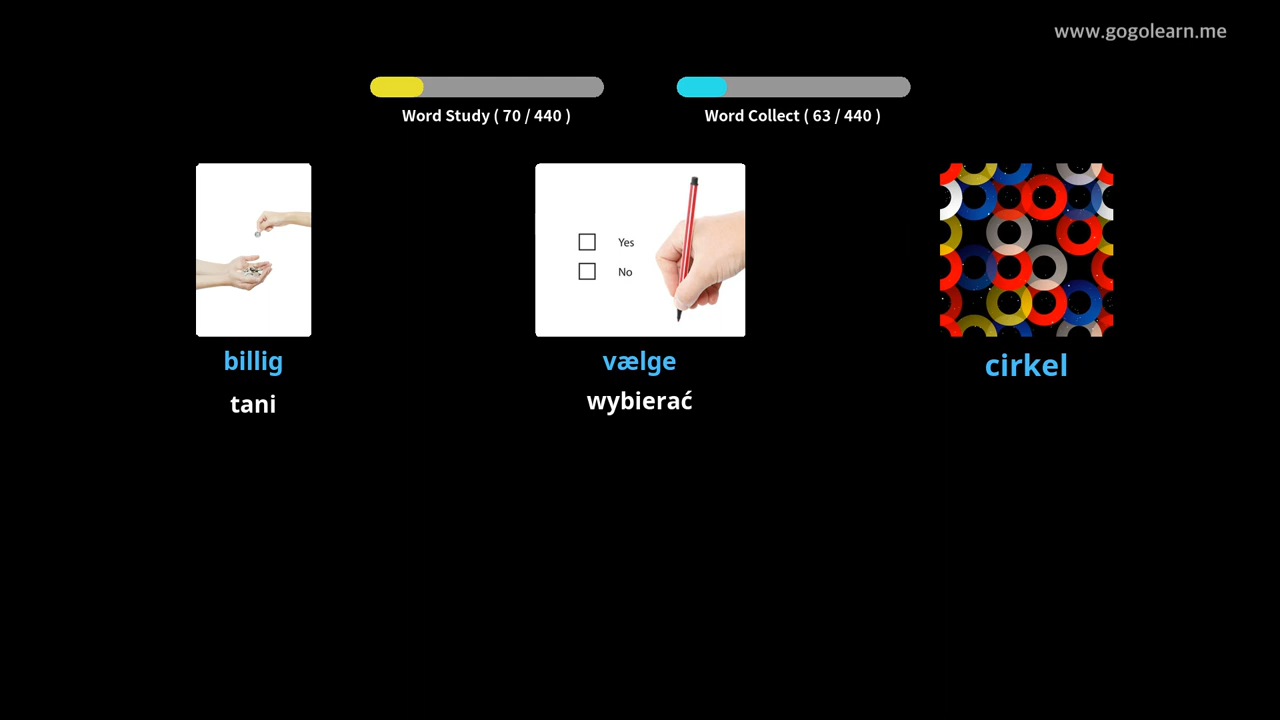 www.gogolearn.me
Word Study ( 70 / 440 )
Word Collect ( 63 / 440 )
Yes
No
billig
vælge
cirkel
tani
wybierać